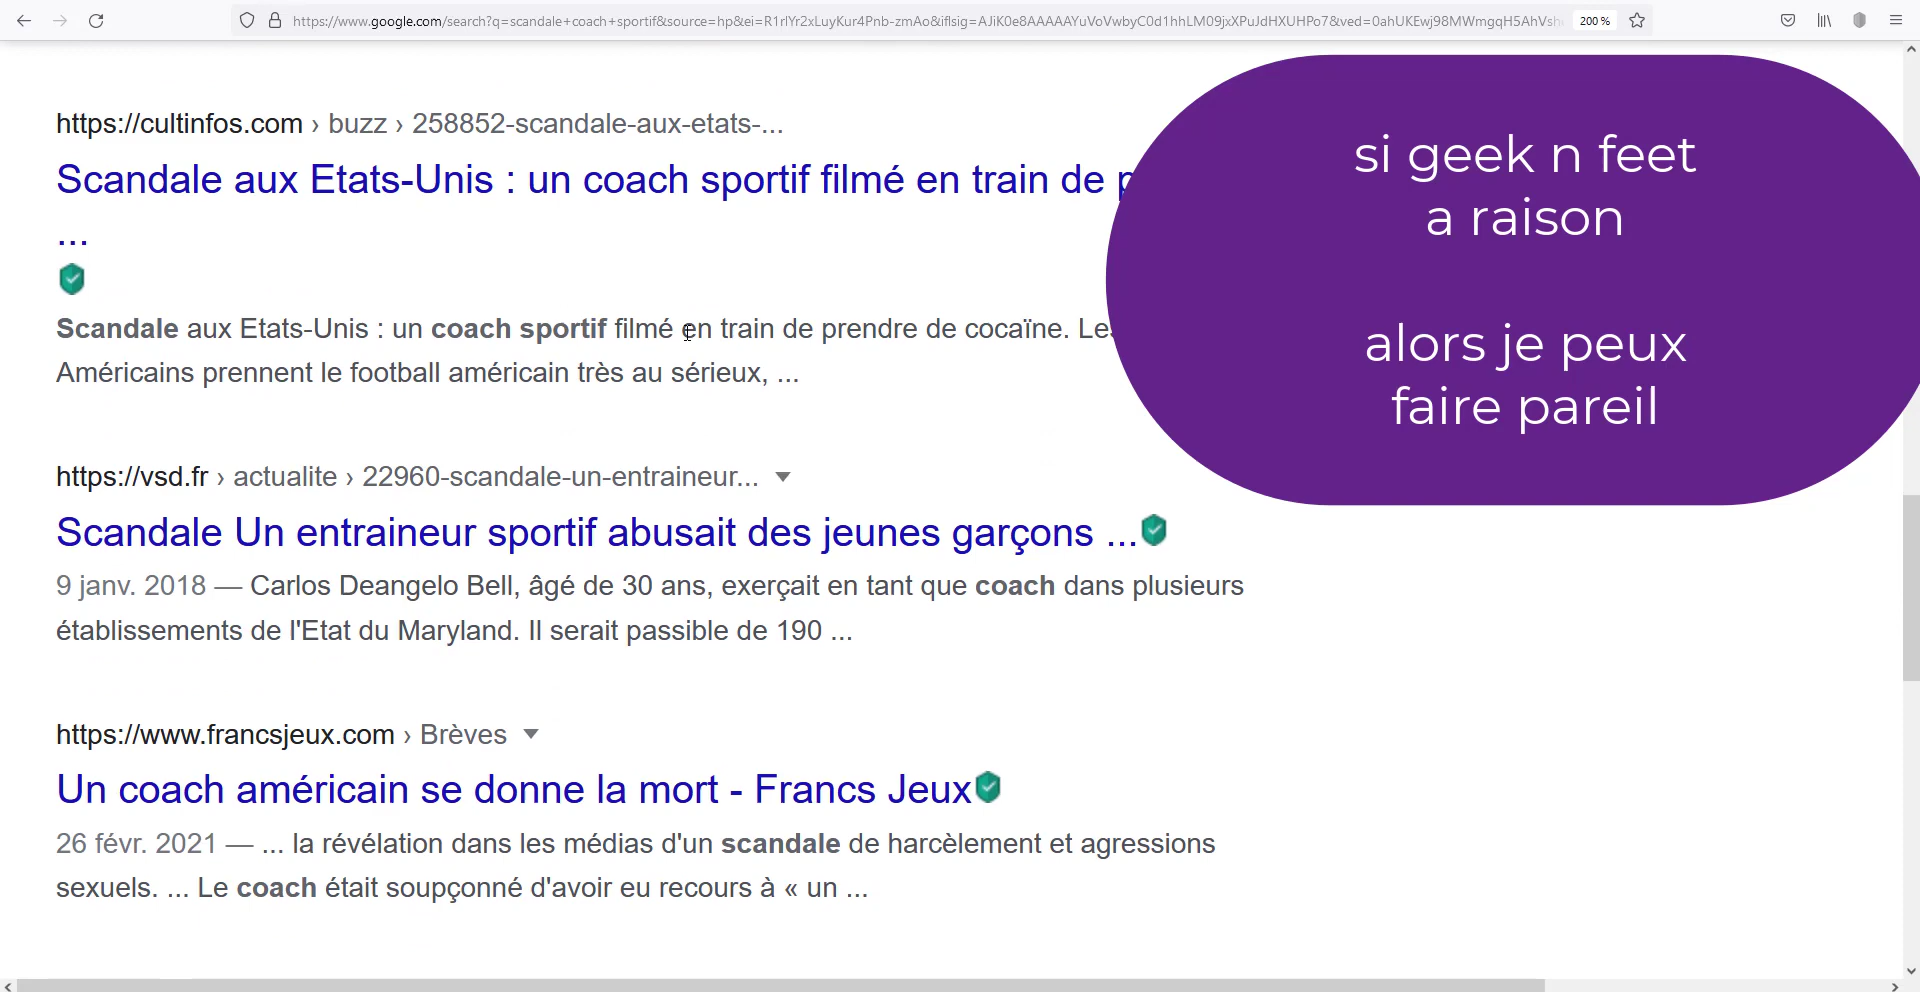 https://www.google.com/search?q=scandale+coach+sportif&source=hp&ei=R1rlYr2xLuyKur4Pnb-zmAo&iflsig=AJiK0e8AAAAAYuVoVwbyC0d1hhLM09jxXPuJdHXUHPo7&ved=0ahUKEwj98MWmgqH5AhVsh
200 %
https://cultinfos.com › buzz › 258852-scandale-aux-etats-...
Scandale aux Etats-Unis : un coach sportif filmé en train de p
...
Scandale aux Etats-Unis : un coach sportif filmé en train de prendre de cocaïne. Les
Américains prennent le football américain très au sérieux, ...
si geek n feet
a raison
alors je peux
faire pareil
https://vsd.fr › actualite › 22960-scandale-un-entraineur...
Scandale Un entraineur sportif abusait des jeunes garçons ...
9 janv. 2018 — Carlos Deangelo Bell, âgé de 30 ans, exerçait en tant que coach dans plusieurs
établissements de l'Etat du Maryland. Il serait passible de 190 ...
https://www.francsjeux.com › Brèves
Un coach américain se donne la mort - Francs Jeux
26 févr. 2021 — ... la révélation dans les médias d'un scandale de harcèlement et agressions
sexuels. ... Le coach était soupçonné d'avoir eu recours à « un ...